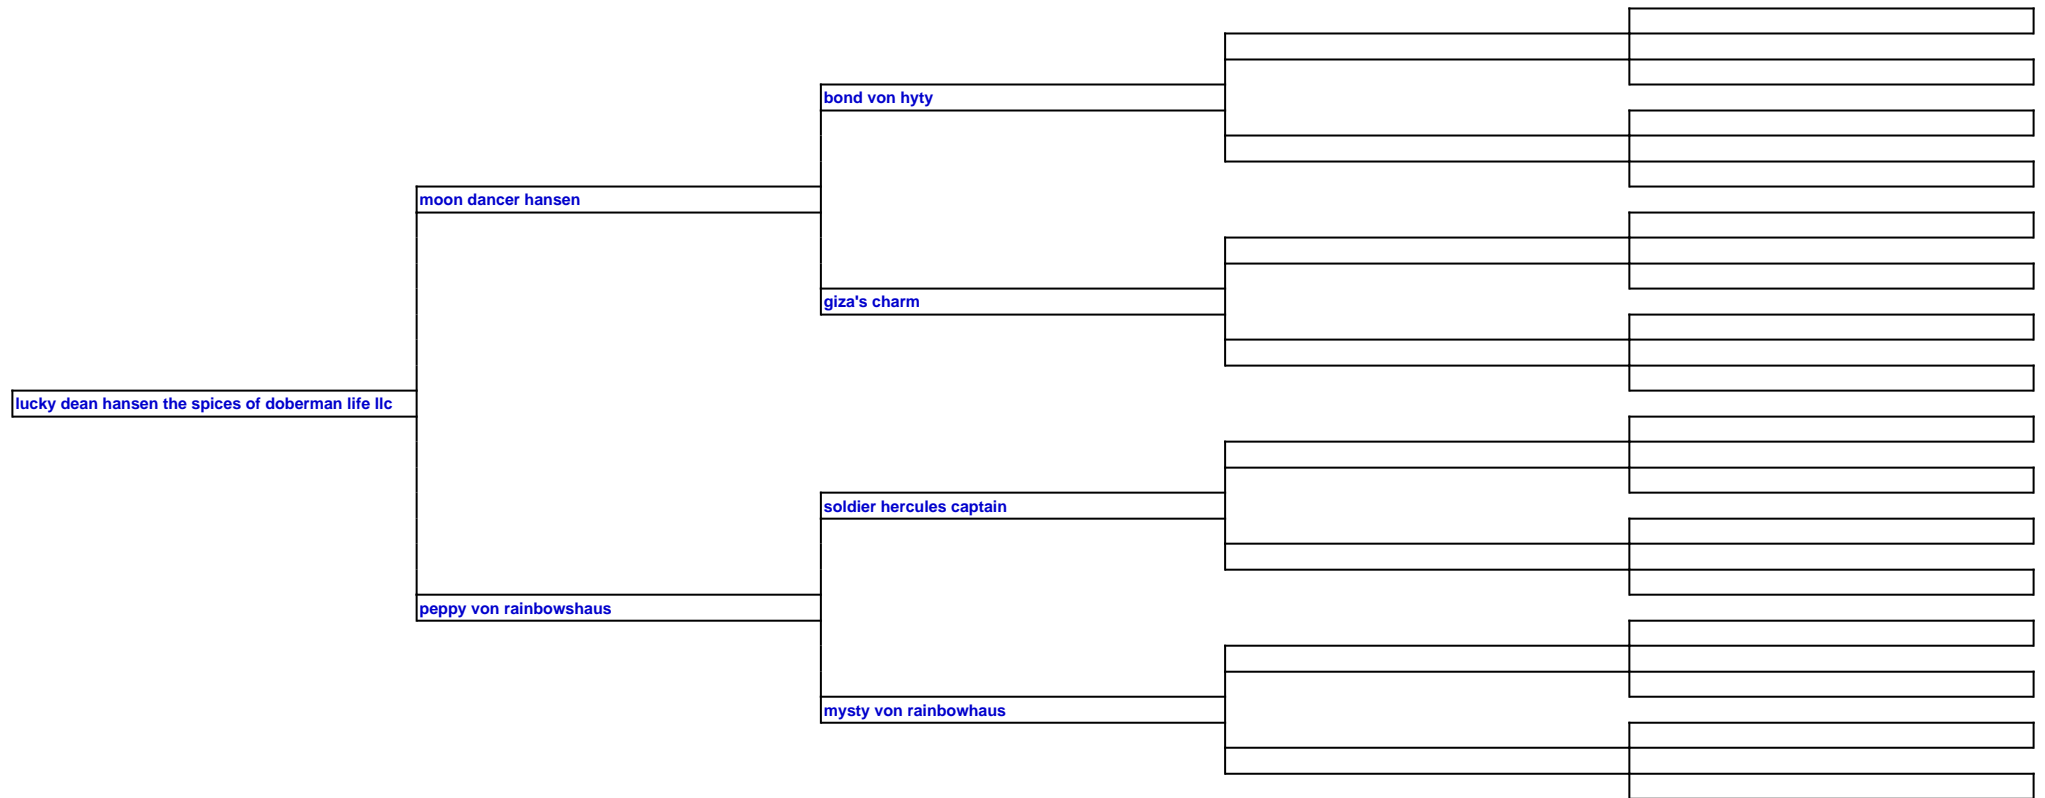 bond von hyty
moon dancer hansen
giza's charm
lucky dean hansen the spices of doberman life llc
soldier hercules captain
peppy von rainbowshaus
mysty von rainbowhaus